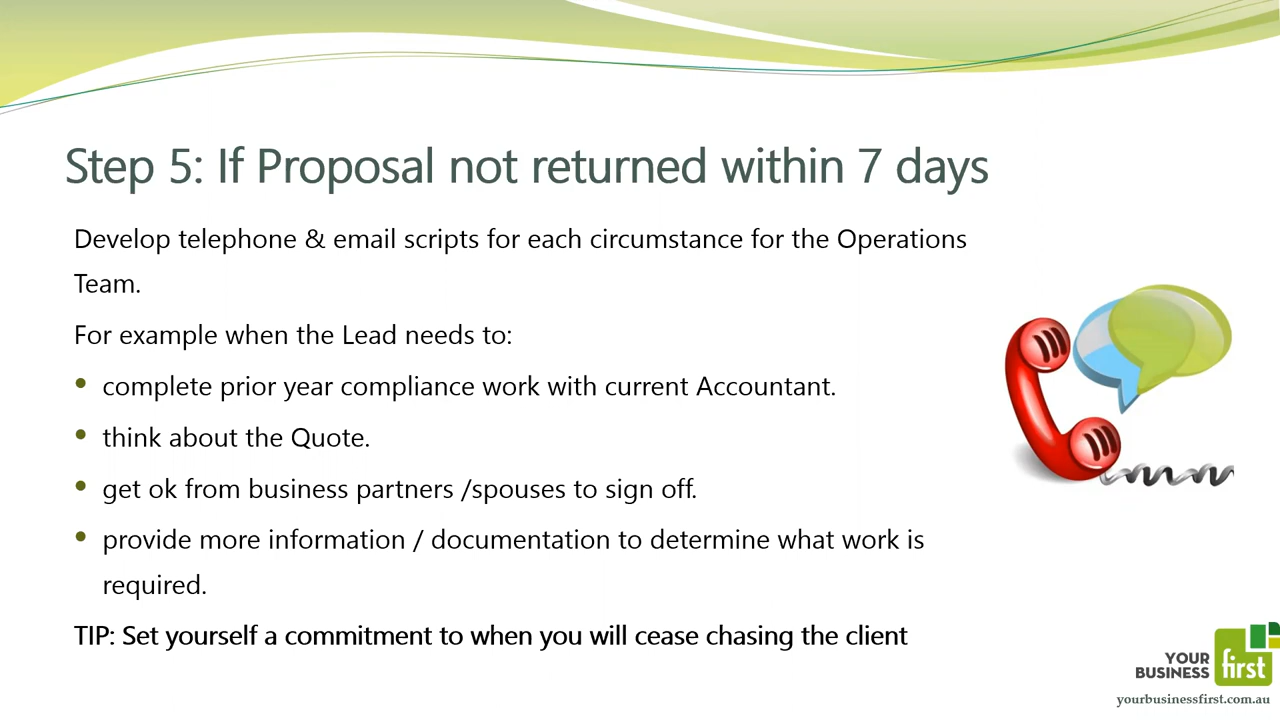 Step 5: If Proposal not returned within 7 days
Develop telephone & email scripts for each circumstance for the Operations
Team.
For example when the Lead needs to:
• complete prior year compliance work with current Accountant.
• think about the Quote.
• get ok from business partners /spouses to sign off.
• provide more information / documentation to determine what work is
required.
TIP: Set yourself a commitment to when you will cease chasing the client
YOUR
BUSINESS first
yourbusinessfirst.com.au